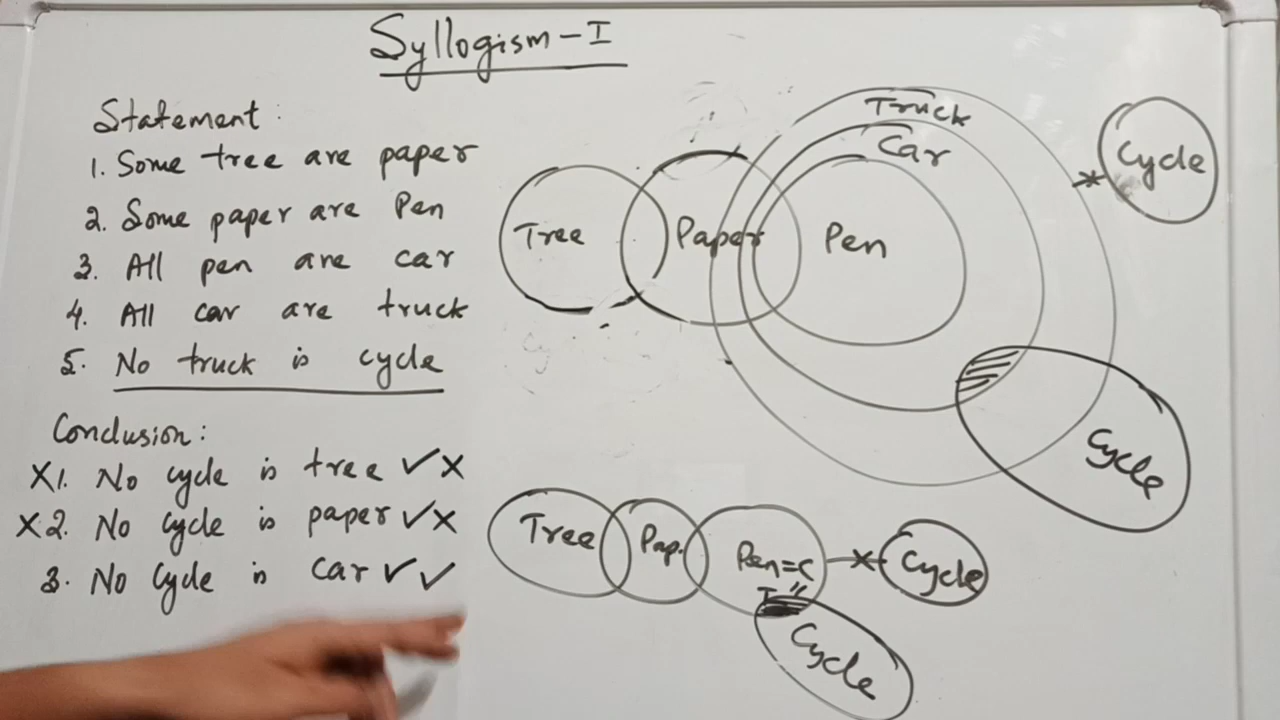 Syllogism-I
Statement:
1. Some tree are paper
2. Some paper are Pen
3. All pen are car
4. All car are truck
5. No truck is cycle
Conclusion:
X1. No cycle is tree ✓X
X2. No cycle is paper ✓X
3. No Cycle is car ✓✓
Truck
Car
Tree
Paper
Pen
Cycle
Cycle
Tree
Pap.
Pen=C
T
Cycle
Cycle